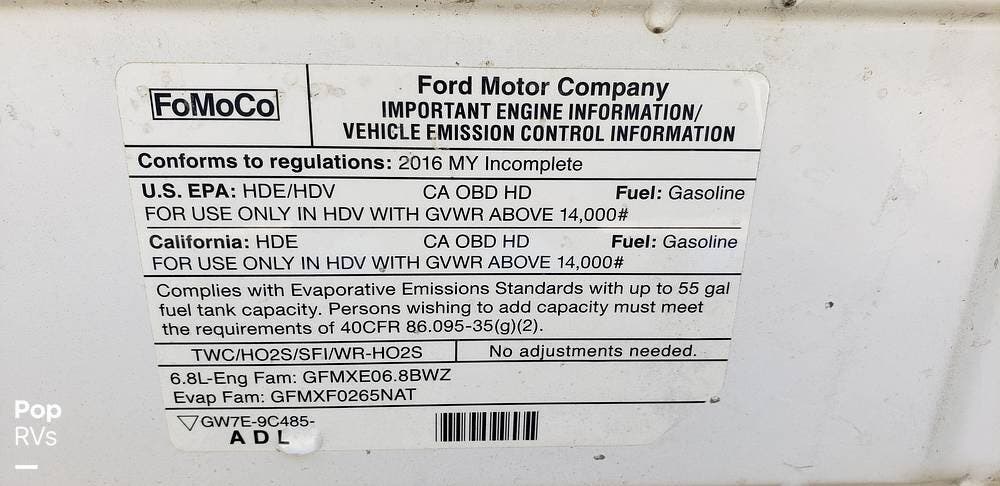 FoMoCo
Ford Motor Company
IMPORTANT ENGINE INFORMATION/
VEHICLE EMISSION CONTROL INFORMATION
Conforms to regulations: 2016 MY Incomplete
U.S. EPA: HDE/HDV CA OBD HD Fuel: Gasoline
FOR USE ONLY IN HDV WITH GVWR ABOVE 14,000#
California: HDE CA OBD HD Fuel: Gasoline
FOR USE ONLY IN HDV WITH GVWR ABOVE 14,000#
Complies with Evaporative Emissions Standards with up to 55 gal
fuel tank capacity. Persons wishing to add capacity must meet
the requirements of 40CFR 86.095-35(g)(2).
TWC/HO2S/SFI/WR-HO2S No adjustments needed.
6.8L-Eng Fam: GFMXE06.8BWZ
Evap Fam: GFMXF0265NAT
GW7E-9C485-
ADL
Pop
RVs